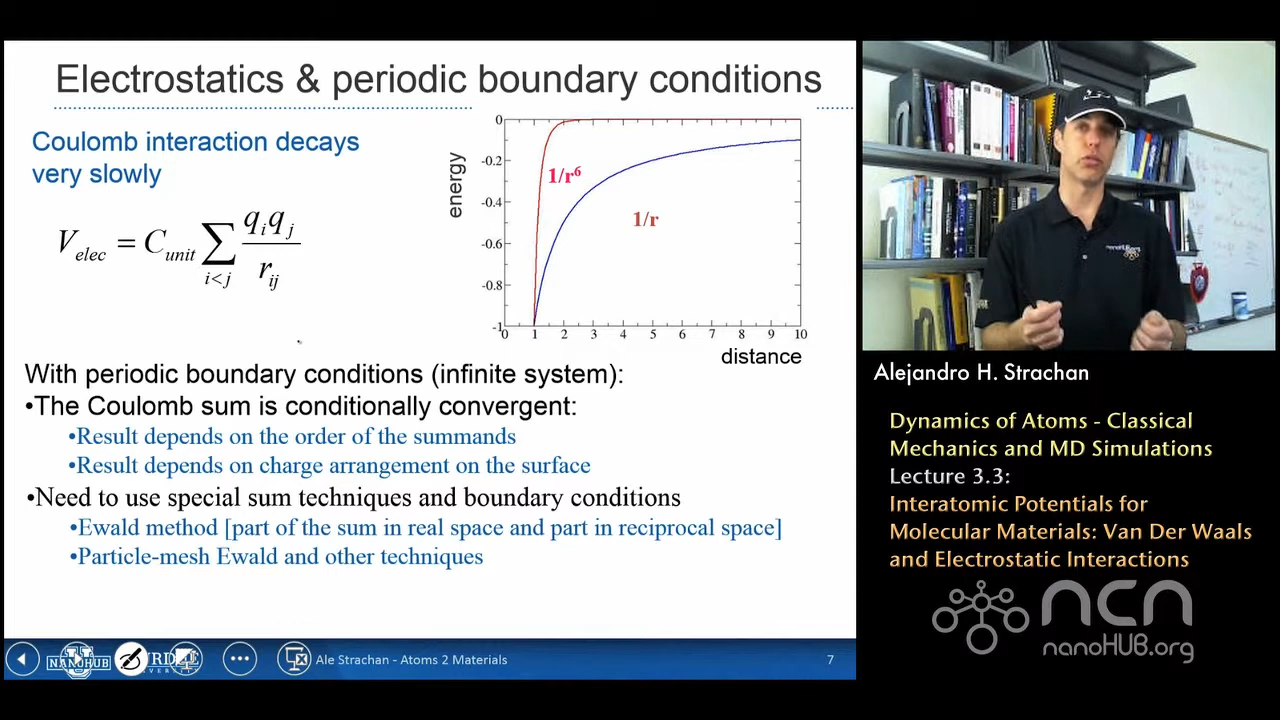 Electrostatics & periodic boundary conditions
Coulomb interaction decays
very slowly
V_elec = C_unit ∑_{i<j} q_i q_j / r_ij
energy
0
-0.2
-0.4
-0.6
-0.8
-1
1/r⁶
1/r
0 1 2 3 4 5 6 7 8 9 10
distance
With periodic boundary conditions (infinite system):
•The Coulomb sum is conditionally convergent:
•Result depends on the order of the summands
•Result depends on charge arrangement on the surface
•Need to use special sum techniques and boundary conditions
•Ewald method [part of the sum in real space and part in reciprocal space]
•Particle-mesh Ewald and other techniques
NANOHUB
Ale Strachan - Atoms 2 Materials
7
Alejandro H. Strachan
Dynamics of Atoms - Classical
Mechanics and MD Simulations
Lecture 3.3:
Interatomic Potentials for
Molecular Materials: Van Der Waals
and Electrostatic Interactions
ncn
nanoHUB.org